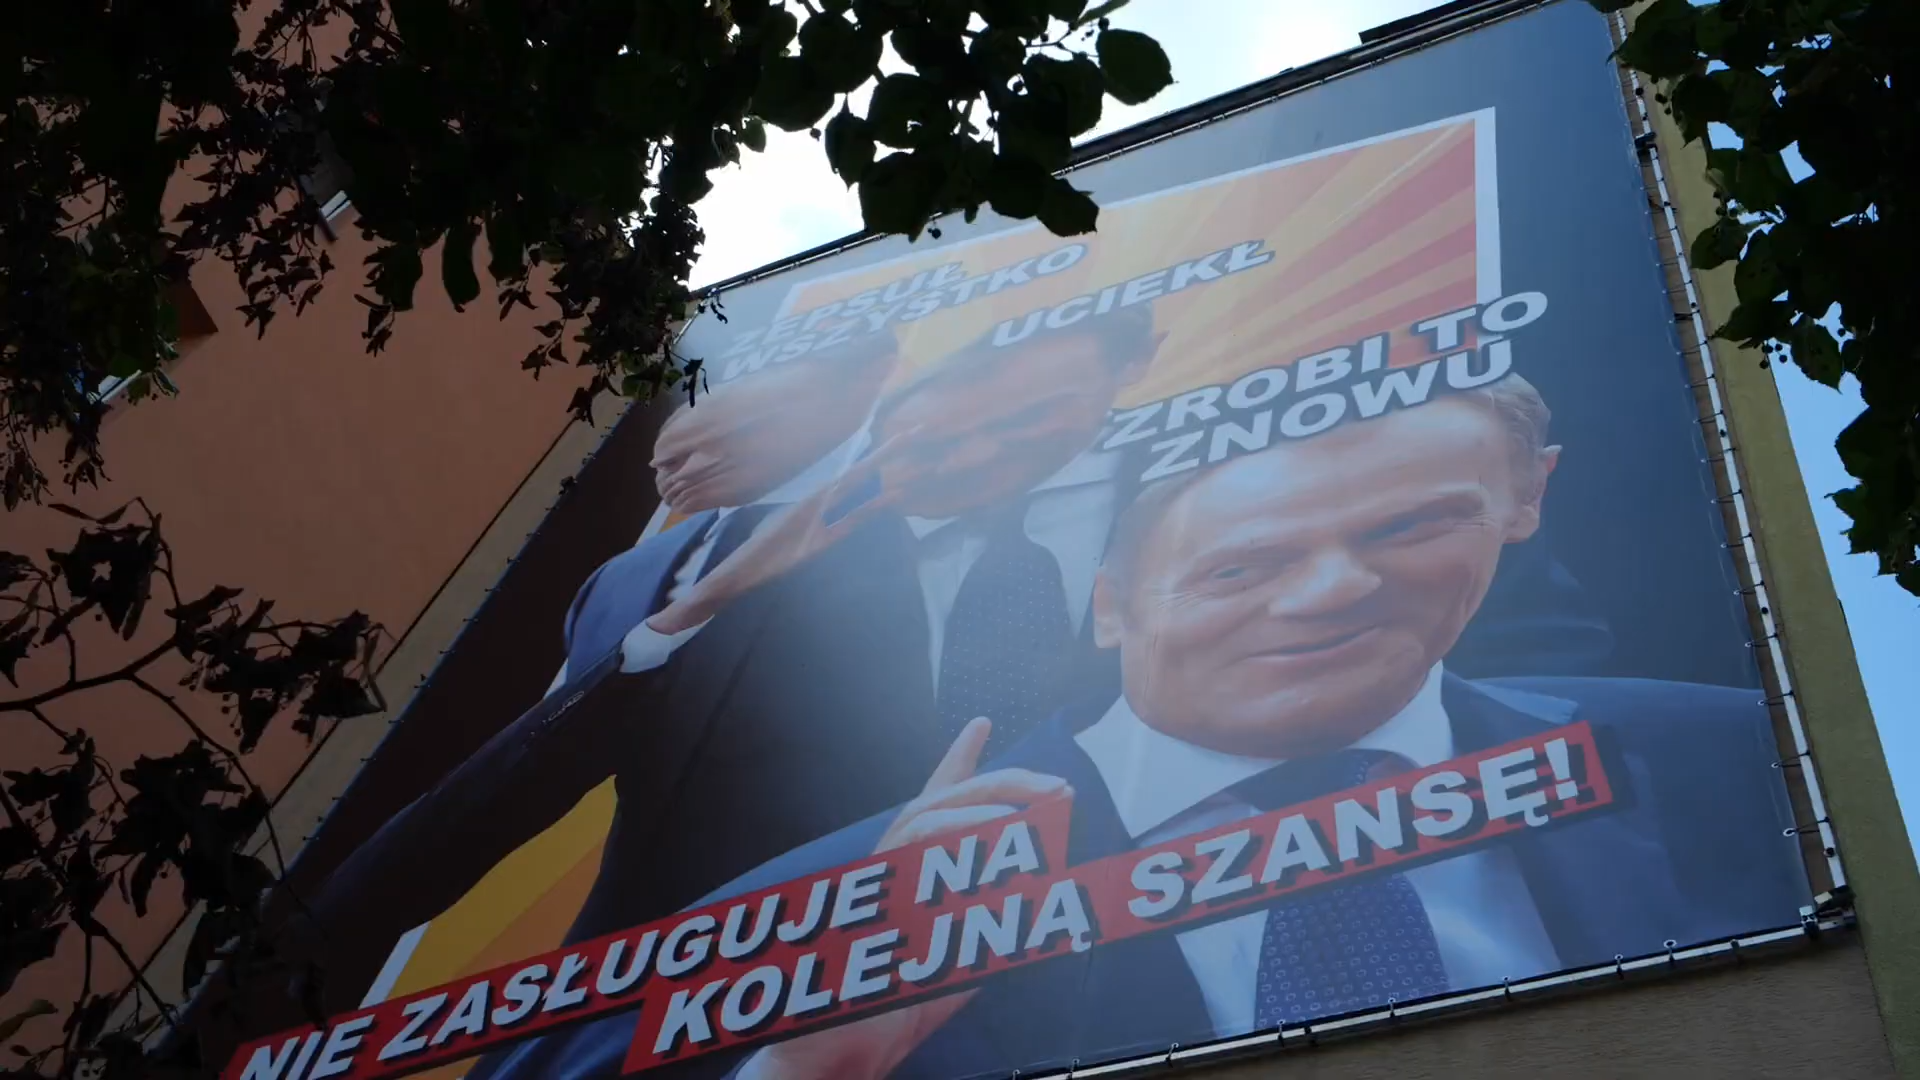 ZEPSUŁ
WSZYSTKO
UCIEKŁ
ZROBI TO
ZNOWU
NIE ZASŁUGUJE NA
KOLEJNĄ SZANSĘ!